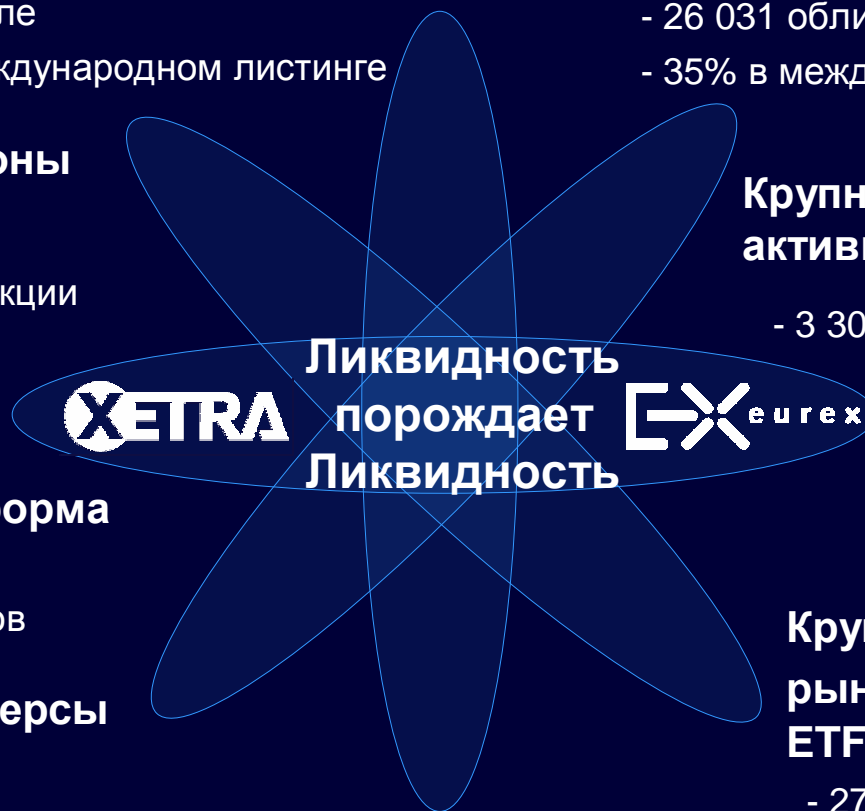 ле
ждународном листинге
оны
кции
орма
ов
ерсы
XETRA
Ликвидность
порождает
Ликвидность
eurex
- 26 031 обли
- 35% в межд
Крупн
актив
- 3 30
Кру
рын
ETF
- 27